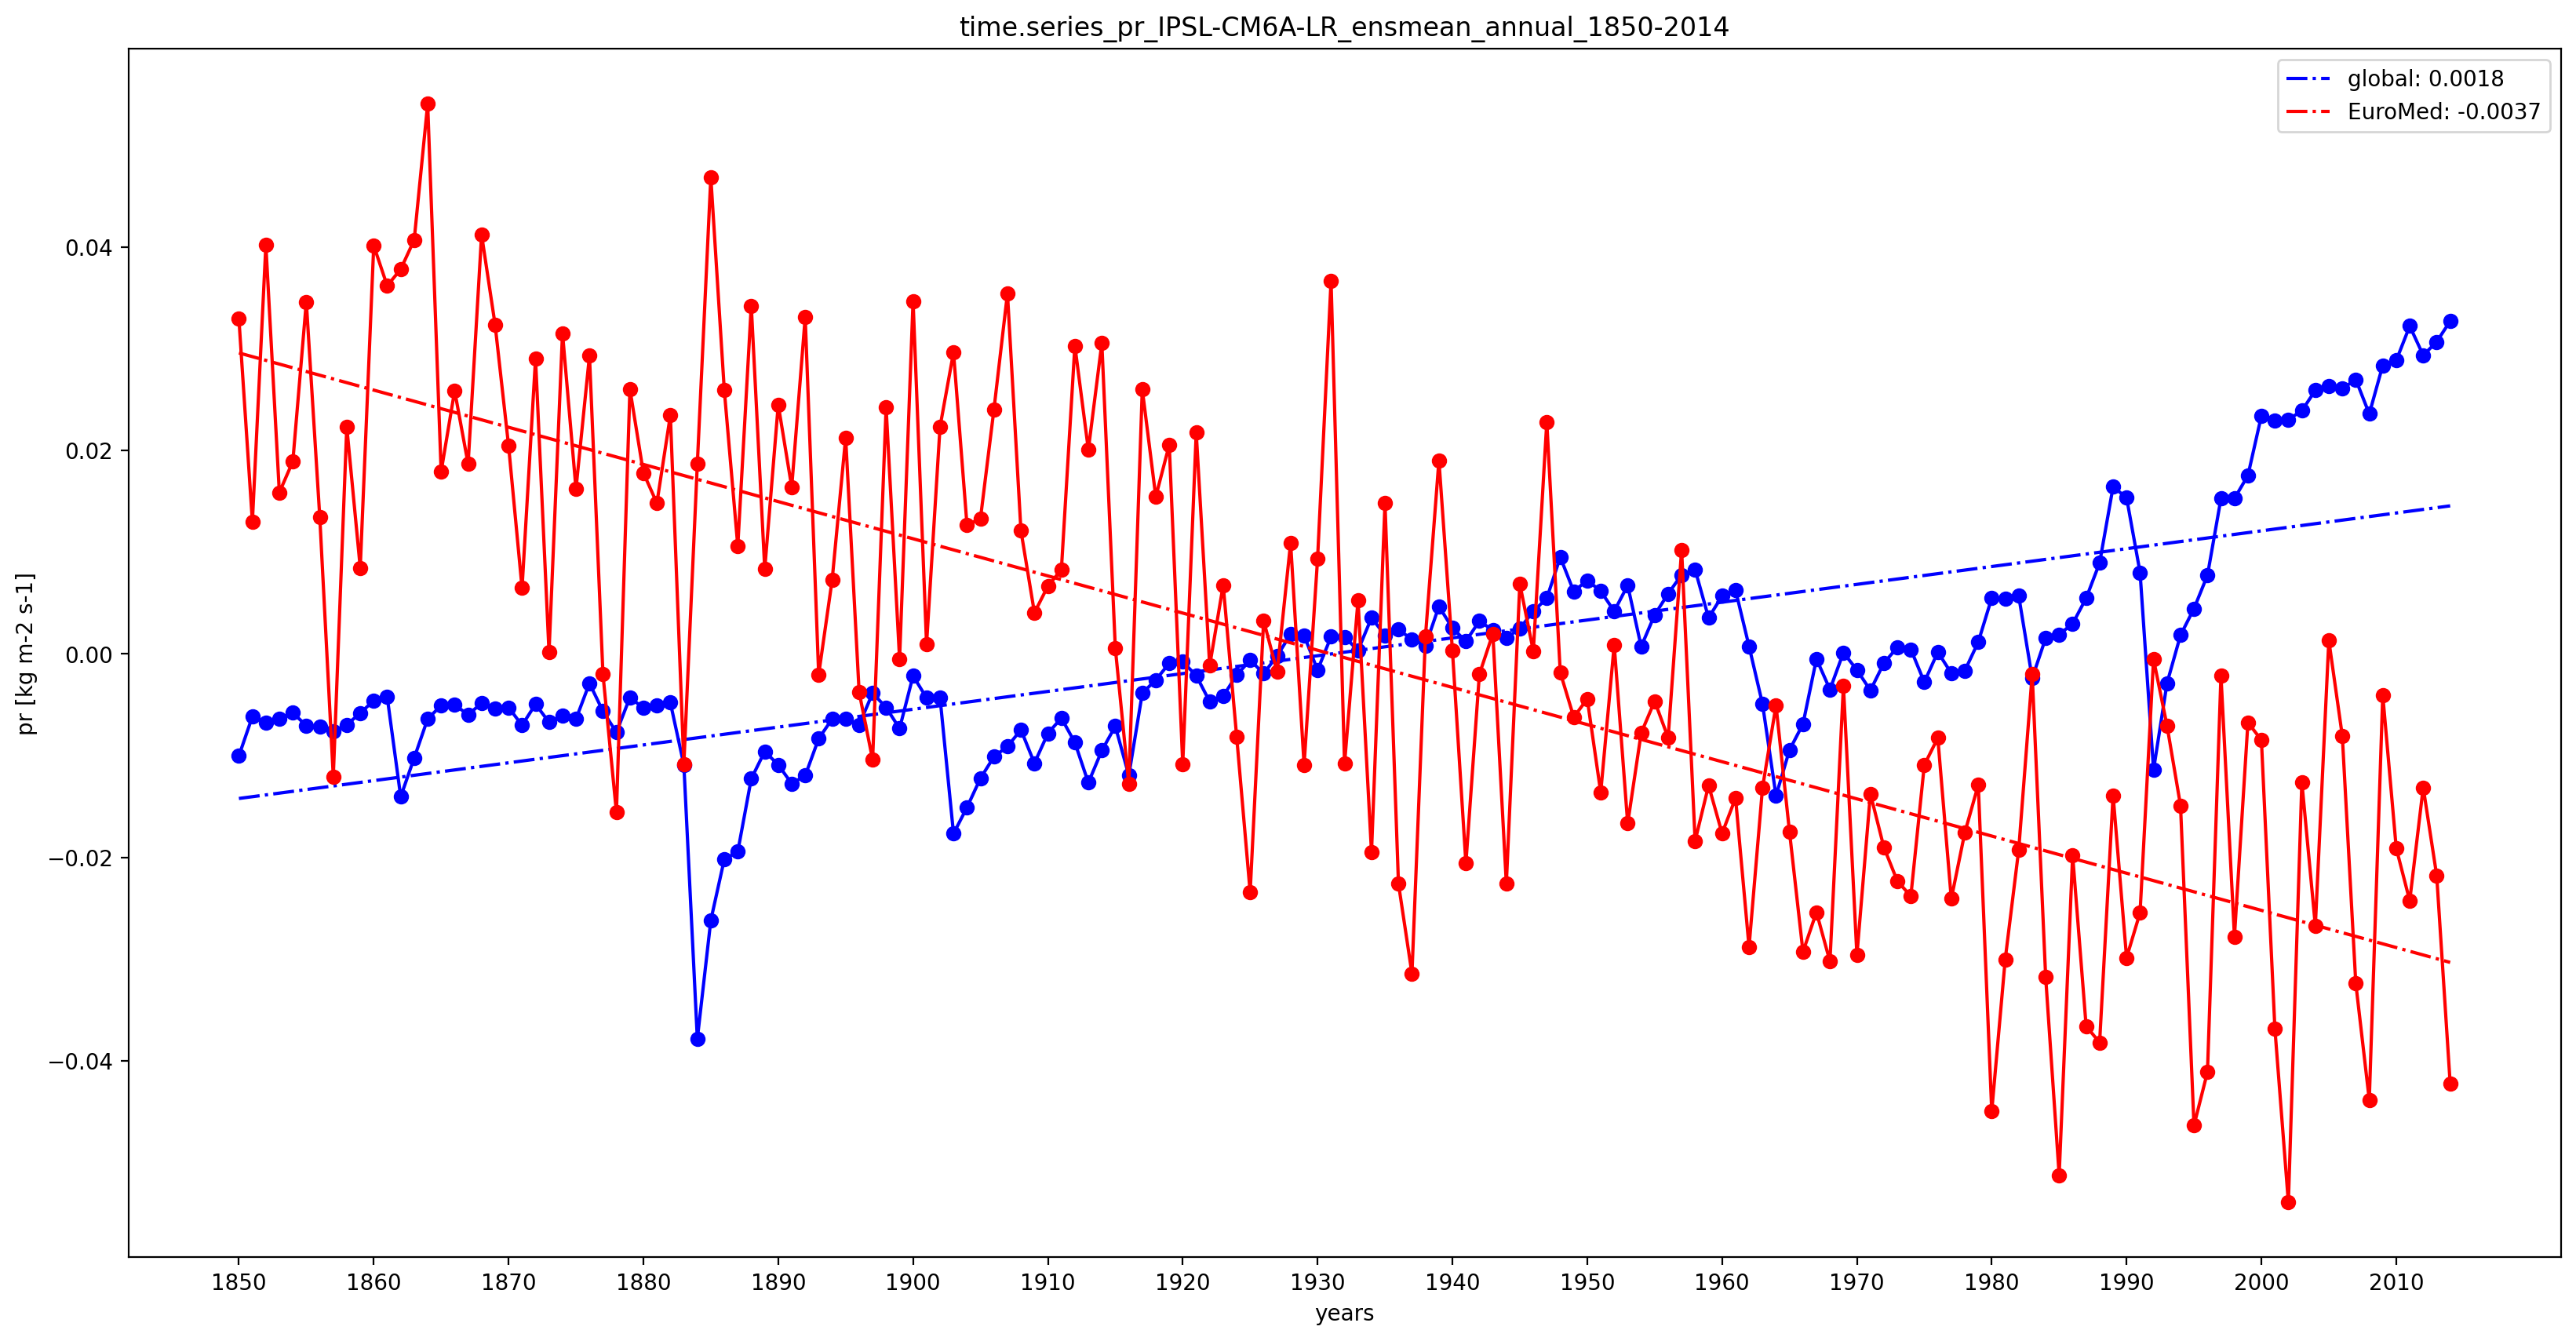 time.series_pr_IPSL-CM6A-LR_ensmean_annual_1850-2014
global: 0.0018
EuroMed: -0.0037
0.04
0.02
0.00
−0.02
−0.04
pr [kg m-2 s-1]
1850 1860 1870 1880 1890 1900 1910 1920 1930 1940 1950 1960 1970 1980 1990 2000 2010
years